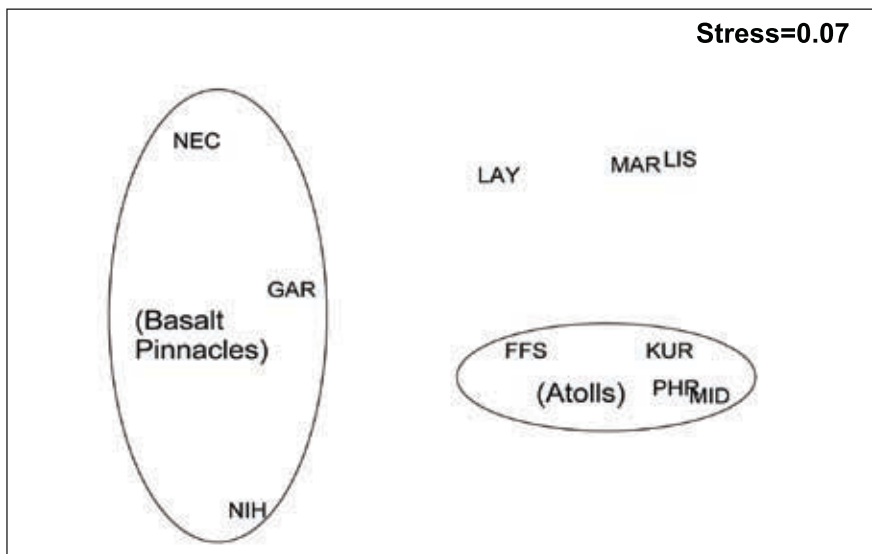 Stress=0.07
NEC
LAY
MAR
LIS
GAR
(Basalt
Pinnacles)
FFS
KUR
(Atolls)
PHR
MID
NIH